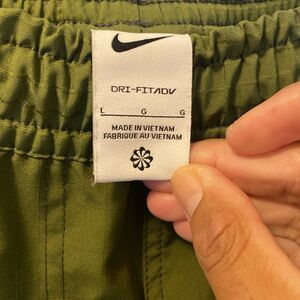 DRI-FITADV
L G G
MADE IN VIETNAM
FABRIQUÉ AU VIETNAM